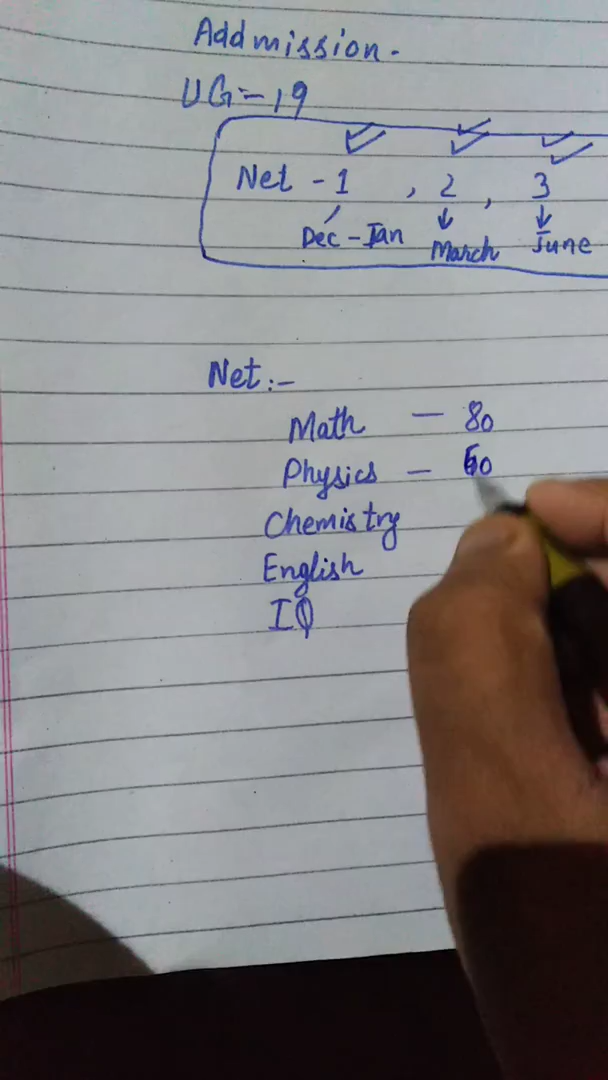 Addmission.
UG=19
Net - 1 , 2 , 3
Dec - Jan March June
Net:-
Math - 80
Physics - 60
Chemistry
English
IQ